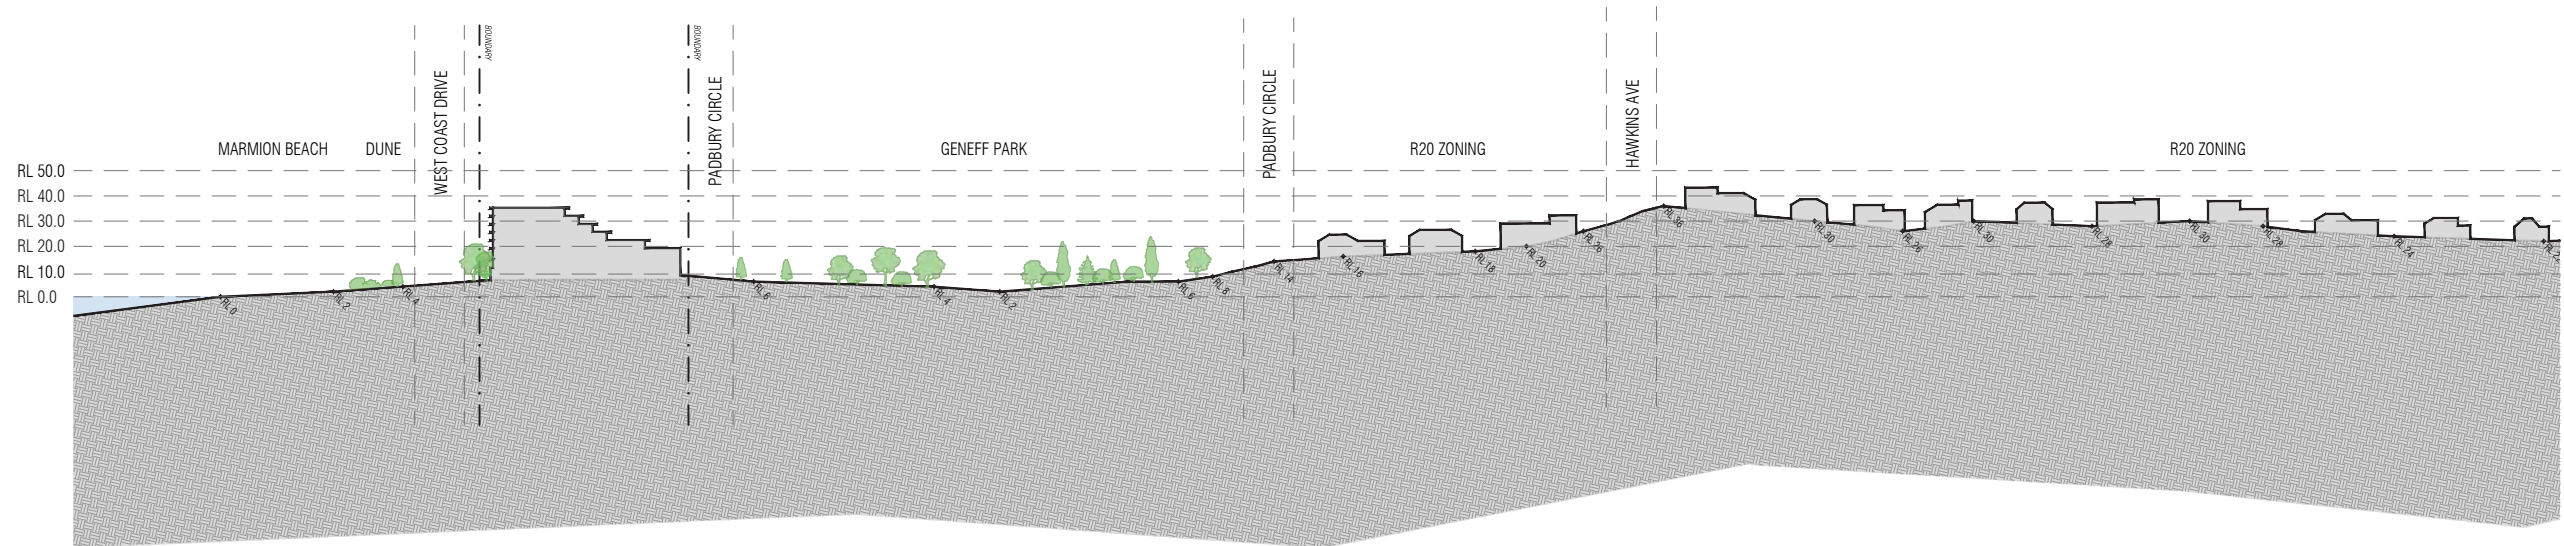 BOUNDARY
BOUNDARY
WEST COAST DRIVE
PADBURY CIRCLE
PADBURY CIRCLE
HAWKINS AVE
MARMION BEACH
DUNE
GENEFF PARK
R20 ZONING
R20 ZONING
RL 50.0
RL 40.0
RL 30.0
RL 20.0
RL 10.0
RL 0.0
RL 0
RL 2
RL 4
RL 6
RL 4
RL 2
RL 6
RL 8
RL 14
RL 16
RL 18
RL 20
RL 26
RL 36
RL 30
RL 26
RL 30
RL 28
RL 30
RL 28
RL 24